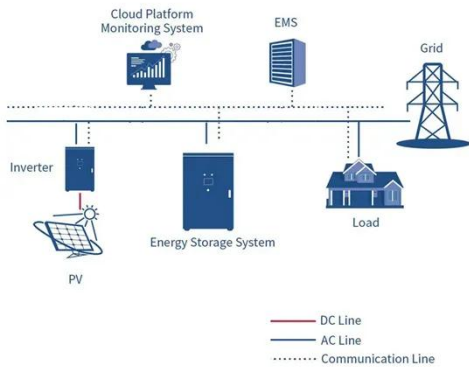 Cloud Platform
Monitoring System
EMS
Grid
Inverter
Energy Storage System
Load
PV
DC Line
AC Line
Communication Line